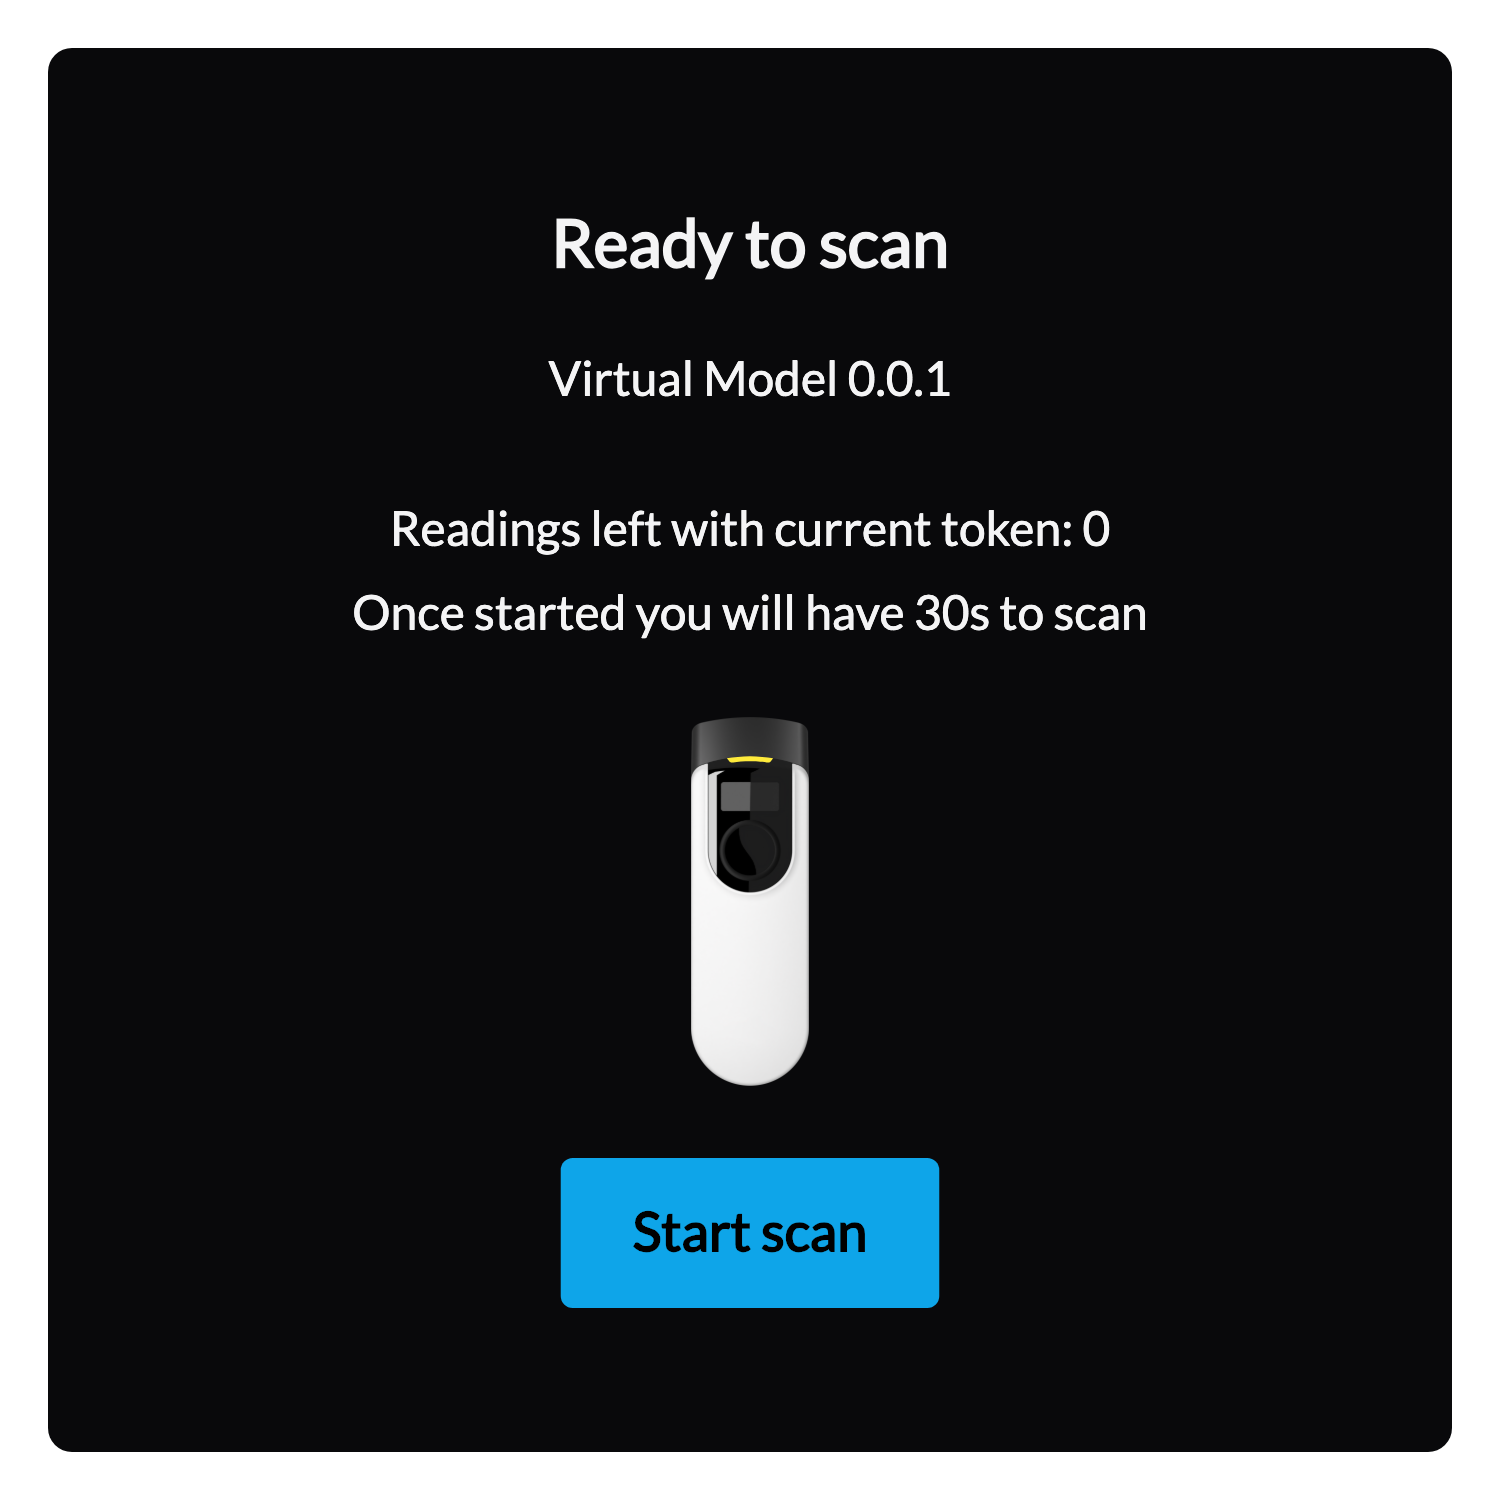 Ready to scan
Virtual Model 0.0.1
Readings left with current token: 0
Once started you will have 30s to scan
Start scan